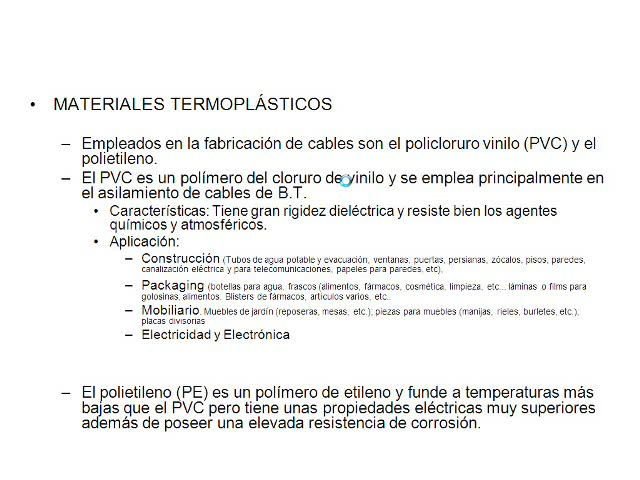 • MATERIALES TERMOPLÁSTICOS
– Empleados en la fabricación de cables son el policloruro vinilo (PVC) y el
polietileno.
– El PVC es un polímero del cloruro de vinilo y se emplea principalmente en
el asilamiento de cables de B.T.
• Características: Tiene gran rigidez dieléctrica y resiste bien los agentes
químicos y atmosféricos.
• Aplicación:
– Construcción (Tubos de agua potable y evacuación, ventanas, puertas, persianas, zócalos, pisos, paredes,
canalización eléctrica y para telecomunicaciones, papeles para paredes, etc),
– Packaging (botellas para agua, frascos (alimentos, fármacos, cosmética, limpieza, etc... láminas o films para
golosinas, alimentos. Blisters de fármacos, artículos varios, etc..
– Mobiliario. Muebles de jardín (reposeras, mesas, etc.); piezas para muebles (manijas, rieles, burletes, etc.);
placas divisorias
– Electricidad y Electrónica
– El polietileno (PE) es un polímero de etileno y funde a temperaturas más
bajas que el PVC pero tiene unas propiedades eléctricas muy superiores
además de poseer una elevada resistencia de corrosión.